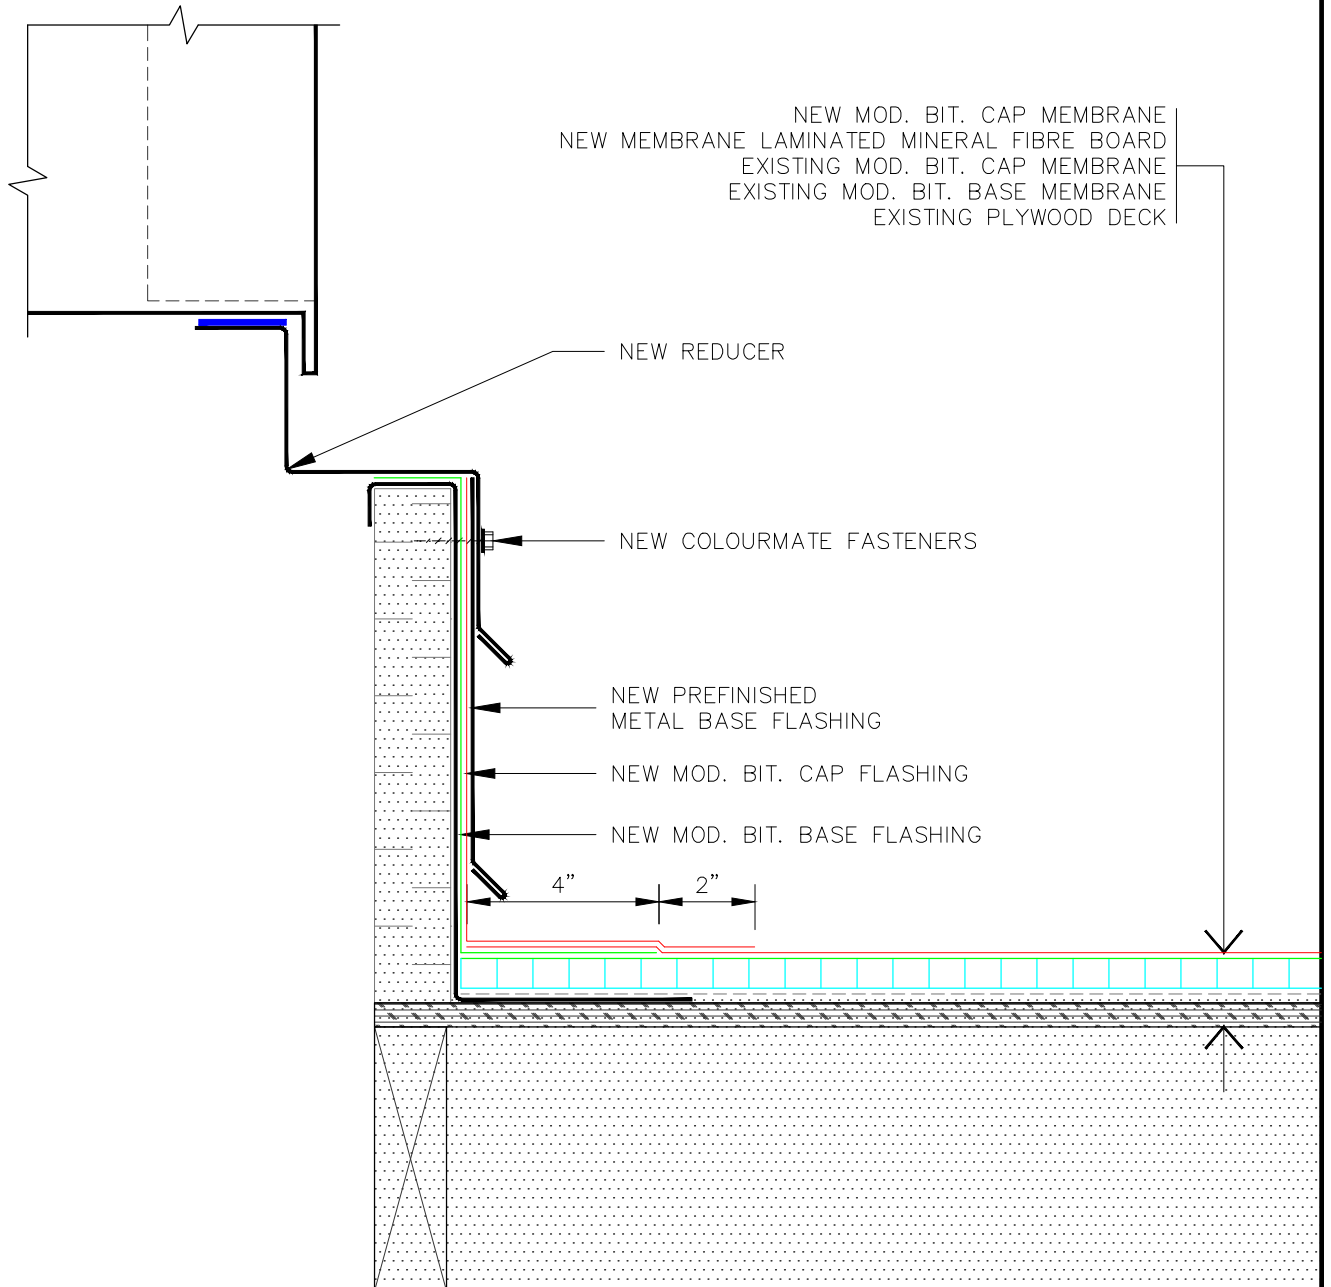 NEW MOD. BIT. CAP MEMBRANE
NEW MEMBRANE LAMINATED MINERAL FIBRE BOARD
EXISTING MOD. BIT. CAP MEMBRANE
EXISTING MOD. BIT. BASE MEMBRANE
EXISTING PLYWOOD DECK
NEW REDUCER
NEW COLOURMATE FASTENERS
NEW PREFINISHED
METAL BASE FLASHING
NEW MOD. BIT. CAP FLASHING
NEW MOD. BIT. BASE FLASHING
4” 2”